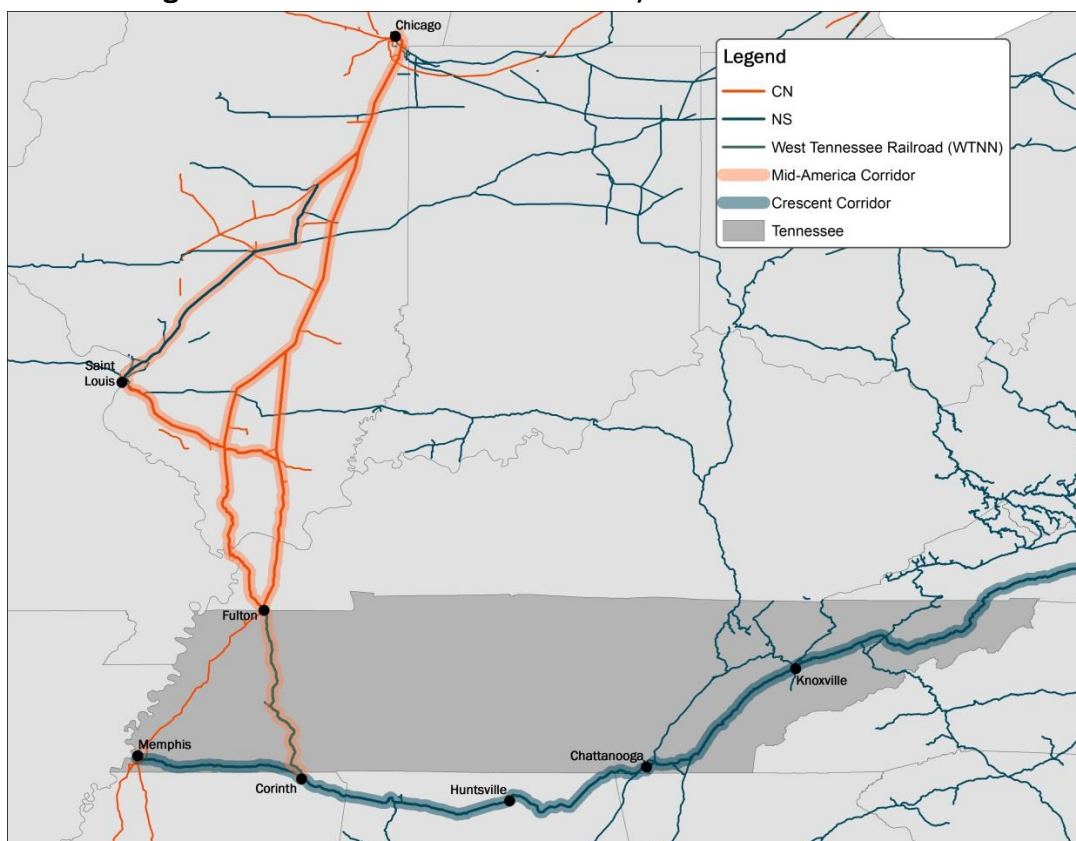 Chicago
Legend
CN
NS
West Tennessee Railroad (WTNN)
Mid-America Corridor
Crescent Corridor
Tennessee
Saint
Louis
Fulton
Knoxville
Memphis
Chattanooga
Corinth
Huntsville